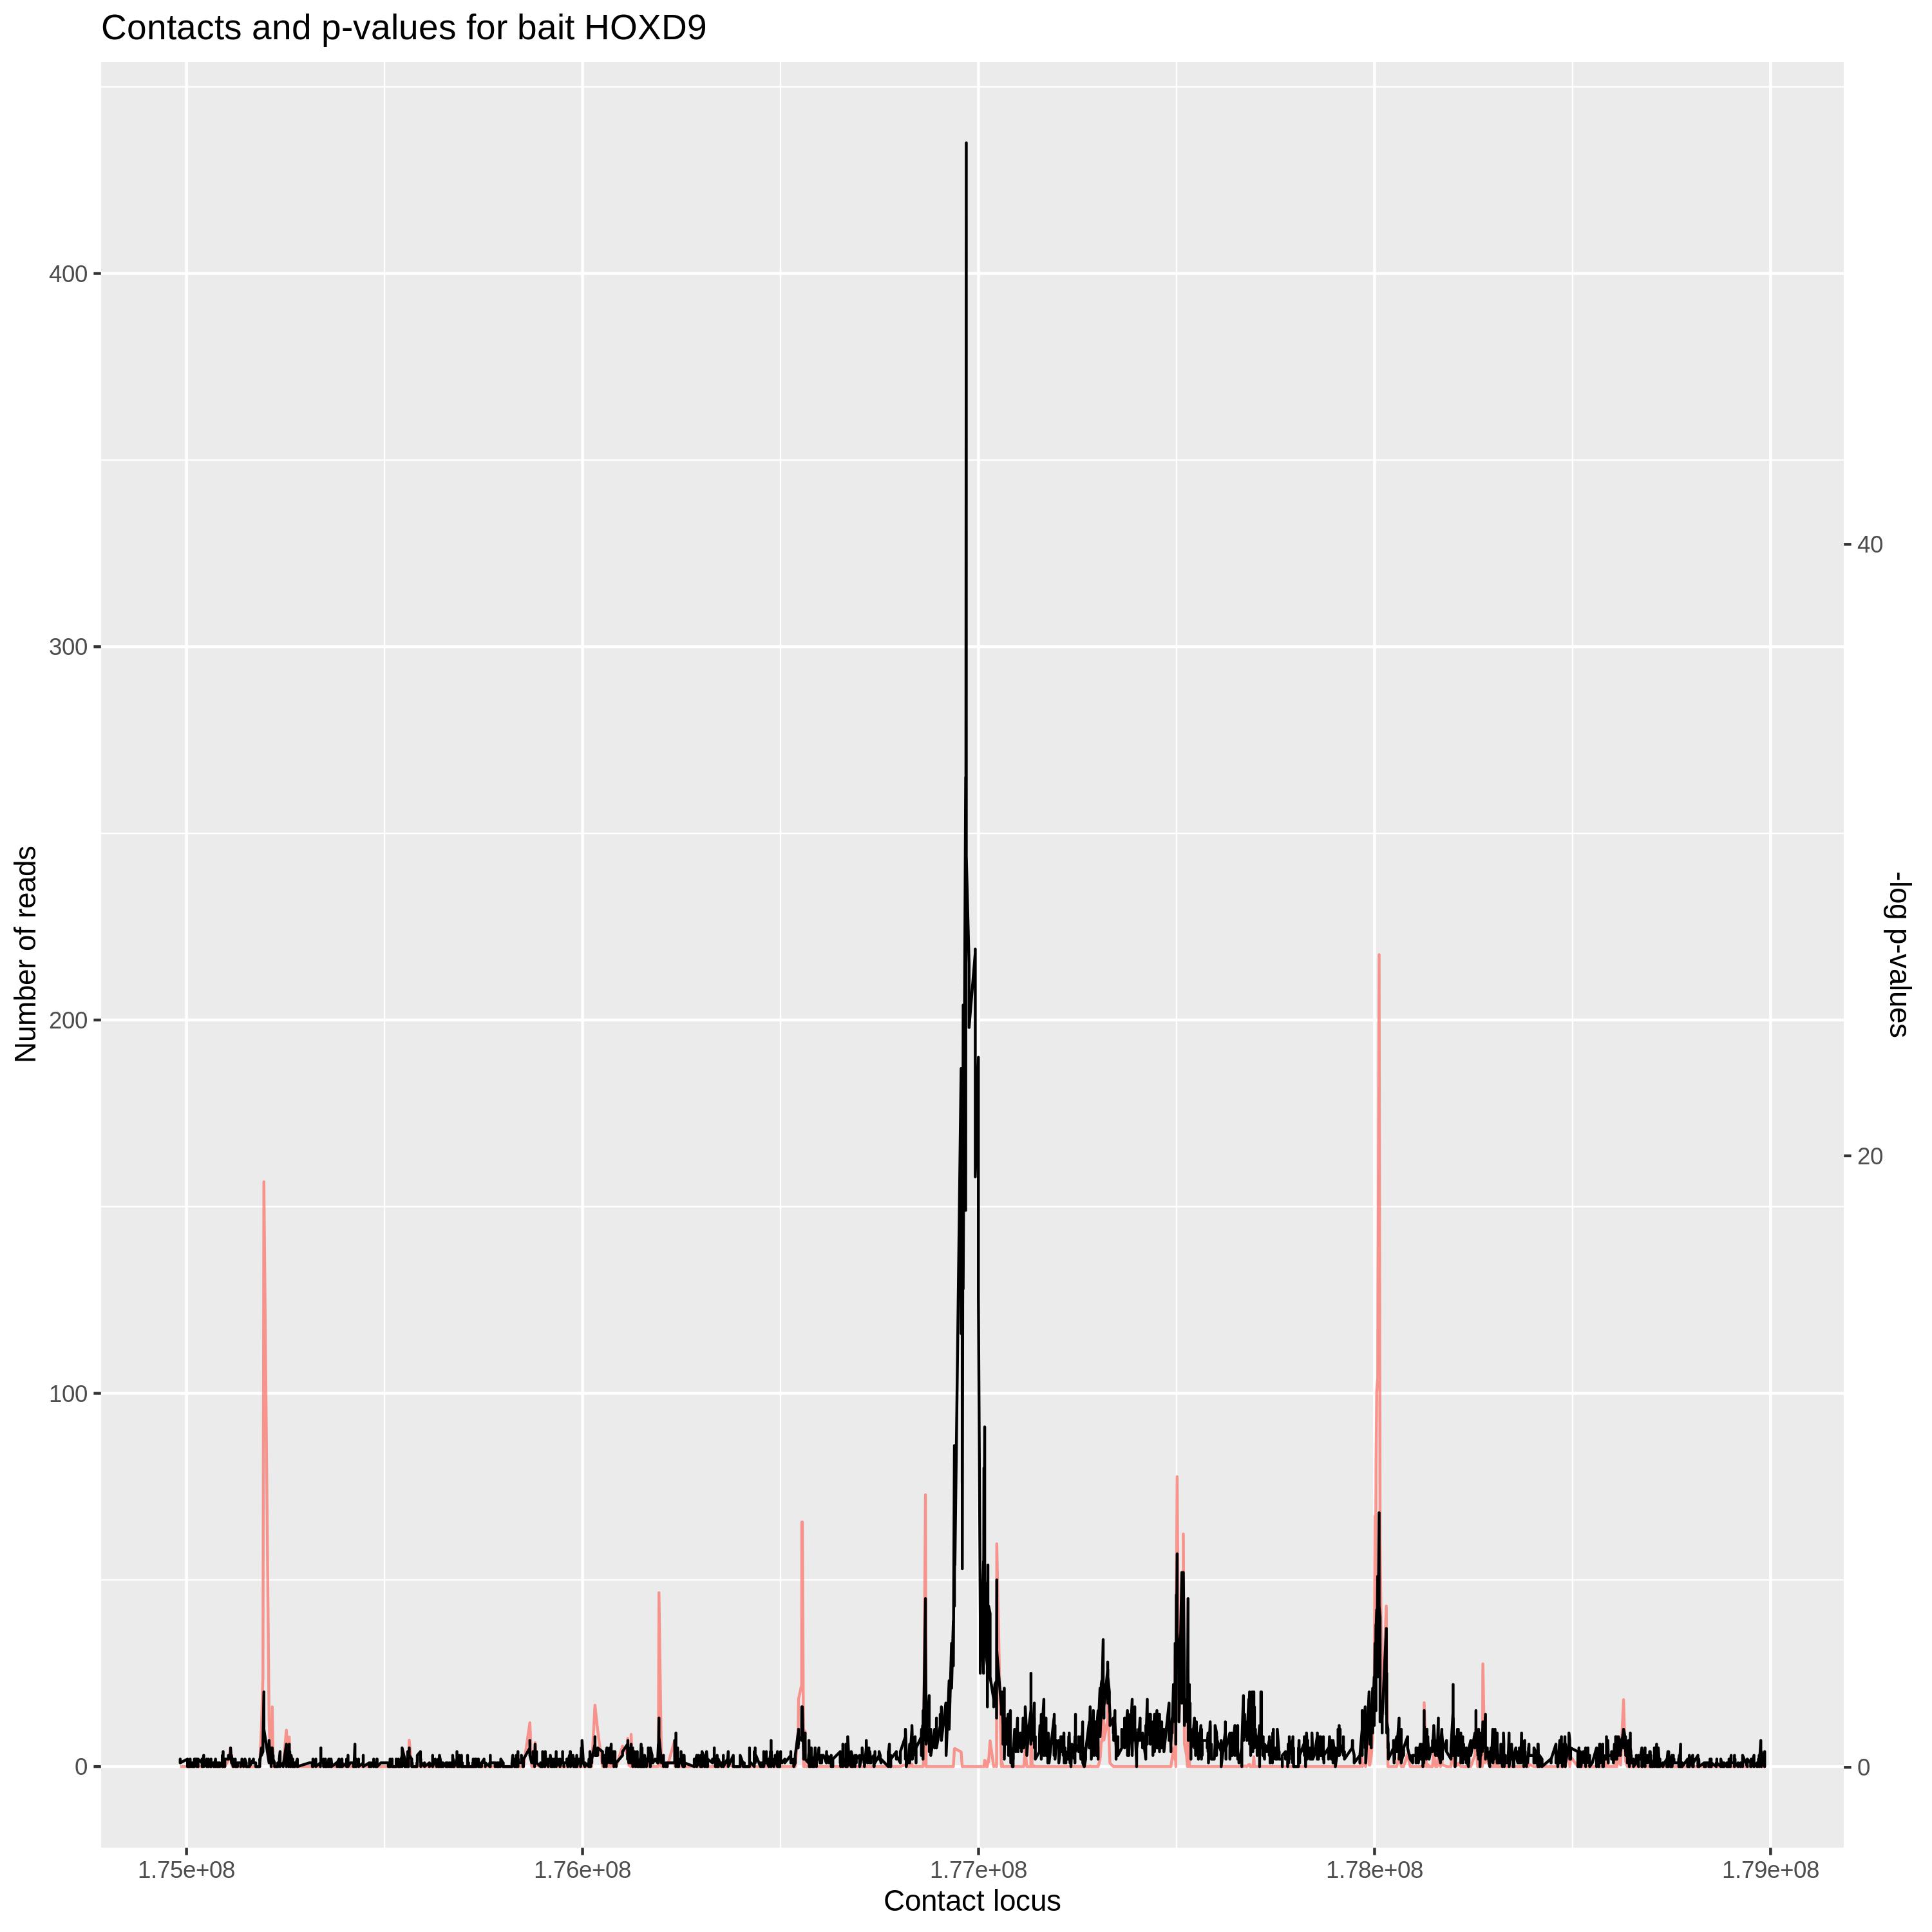 Contacts and p-values for bait HOXD9
400
300
200
100
0
Number of reads
40
20
0
-log p-values
1.75e+08
1.76e+08
1.77e+08
1.78e+08
1.79e+08
Contact locus